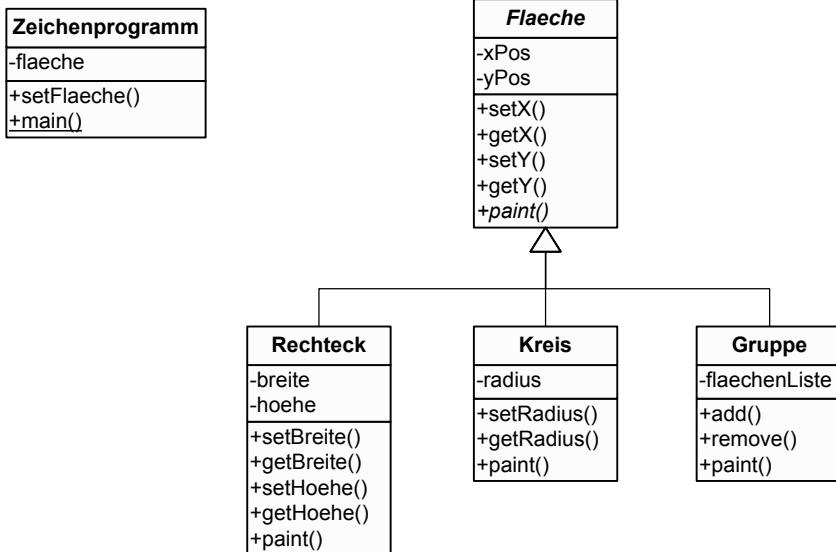 Zeichenprogramm
-flaeche
+setFlaeche()
+main()
Flaeche
-xPos
-yPos
+setX()
+getX()
+setY()
+getY()
+paint()
Rechteck
-breite
-hoehe
+setBreite()
+getBreite()
+setHoehe()
+getHoehe()
+paint()
Kreis
-radius
+setRadius()
+getRadius()
+paint()
Gruppe
-flaechenListe
+add()
+remove()
+paint()